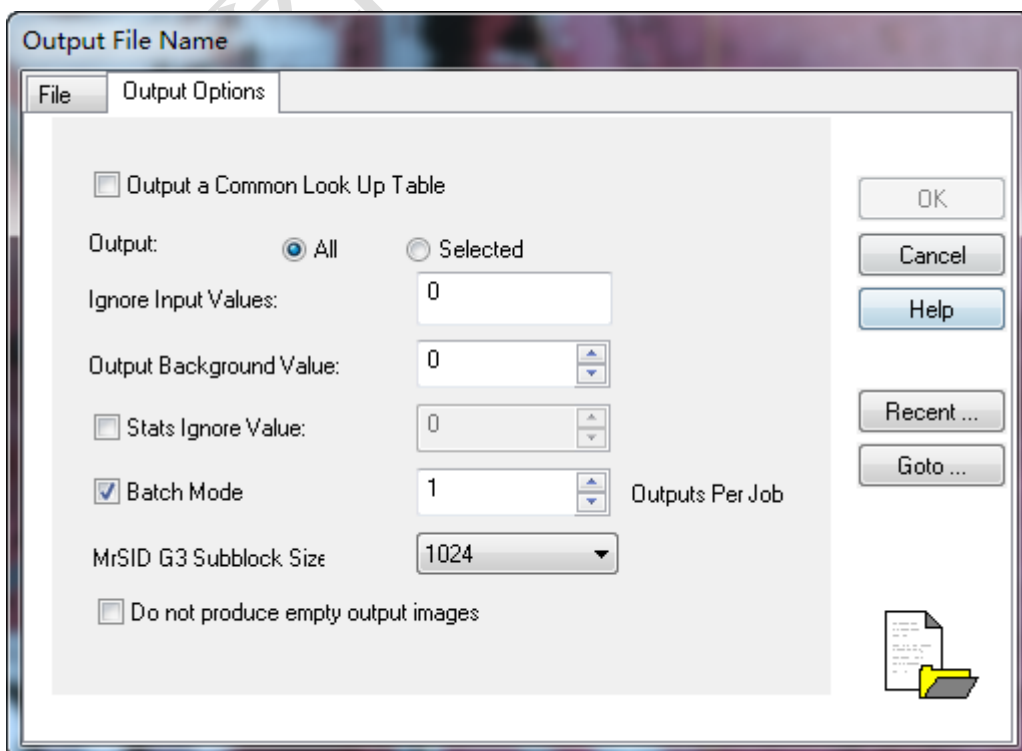 Output File Name
File
Output Options
Output a Common Look Up Table
Output:
All
Selected
Ignore Input Values:
0
Output Background Value:
0
Stats Ignore Value:
0
Batch Mode
1
Outputs Per Job
MrSID G3 Subblock Size
1024
Do not produce empty output images
OK
Cancel
Help
Recent ...
Goto ...